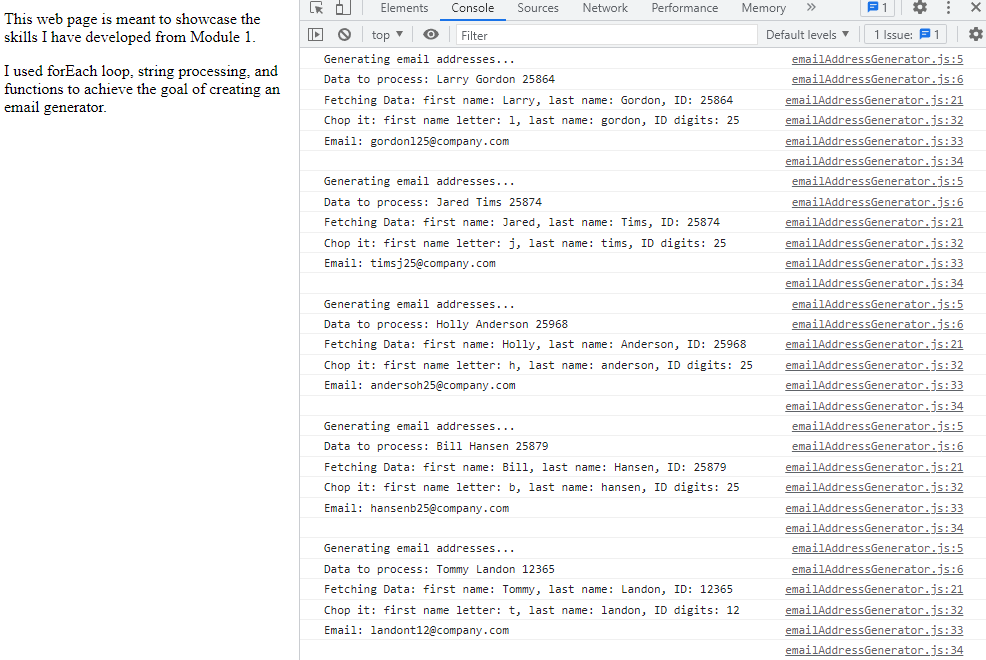 This web page is meant to showcase the
skills I have developed from Module 1.
I used forEach loop, string processing, and
functions to achieve the goal of creating an
email generator.
Elements Console Sources Network Performance Memory » 1
top ▼ Filter Default levels ▼ 1 Issue: 1
Generating email addresses... emailAddressGenerator.js:5
Data to process: Larry Gordon 25864 emailAddressGenerator.js:6
Fetching Data: first name: Larry, last name: Gordon, ID: 25864 emailAddressGenerator.js:21
Chop it: first name letter: l, last name: gordon, ID digits: 25 emailAddressGenerator.js:32
Email: gordonl25@company.com emailAddressGenerator.js:33
emailAddressGenerator.js:34
Generating email addresses... emailAddressGenerator.js:5
Data to process: Jared Tims 25874 emailAddressGenerator.js:6
Fetching Data: first name: Jared, last name: Tims, ID: 25874 emailAddressGenerator.js:21
Chop it: first name letter: j, last name: tims, ID digits: 25 emailAddressGenerator.js:32
Email: timsj25@company.com emailAddressGenerator.js:33
emailAddressGenerator.js:34
Generating email addresses... emailAddressGenerator.js:5
Data to process: Holly Anderson 25968 emailAddressGenerator.js:6
Fetching Data: first name: Holly, last name: Anderson, ID: 25968 emailAddressGenerator.js:21
Chop it: first name letter: h, last name: anderson, ID digits: 25 emailAddressGenerator.js:32
Email: andersoh25@company.com emailAddressGenerator.js:33
emailAddressGenerator.js:34
Generating email addresses... emailAddressGenerator.js:5
Data to process: Bill Hansen 25879 emailAddressGenerator.js:6
Fetching Data: first name: Bill, last name: Hansen, ID: 25879 emailAddressGenerator.js:21
Chop it: first name letter: b, last name: hansen, ID digits: 25 emailAddressGenerator.js:32
Email: hansenb25@company.com emailAddressGenerator.js:33
emailAddressGenerator.js:34
Generating email addresses... emailAddressGenerator.js:5
Data to process: Tommy Landon 12365 emailAddressGenerator.js:6
Fetching Data: first name: Tommy, last name: Landon, ID: 12365 emailAddressGenerator.js:21
Chop it: first name letter: t, last name: landon, ID digits: 12 emailAddressGenerator.js:32
Email: landont12@company.com emailAddressGenerator.js:33
emailAddressGenerator.js:34